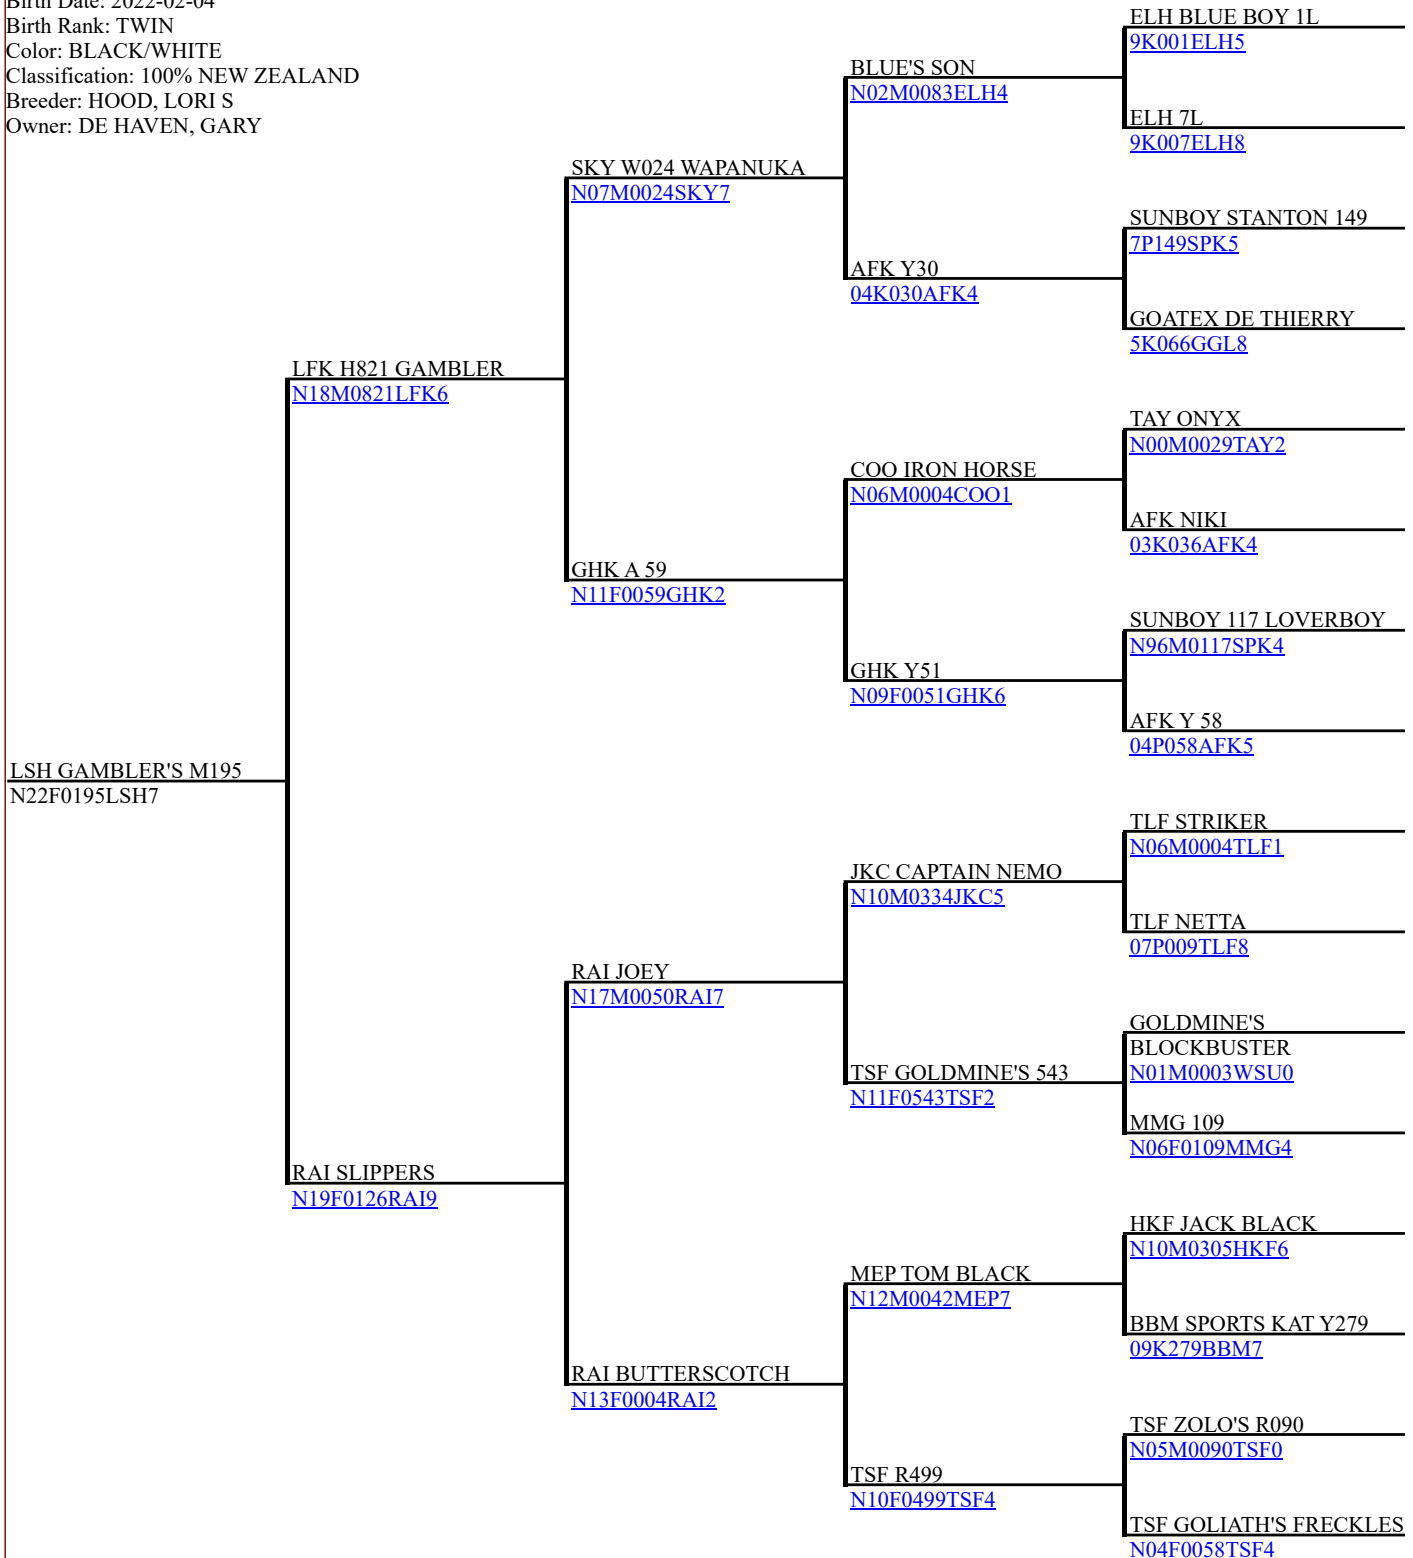 Birth Date: 2022-02-04
Birth Rank: TWIN
Color: BLACK/WHITE
Classification: 100% NEW ZEALAND
Breeder: HOOD, LORI S
Owner: DE HAVEN, GARY
ELH BLUE BOY 1L
9K001ELH5
BLUE'S SON
N02M0083ELH4
ELH 7L
9K007ELH8
SKY W024 WAPANUKA
N07M0024SKY7
SUNBOY STANTON 149
7P149SPK5
AFK Y30
04K030AFK4
GOATEX DE THIERRY
5K066GGL8
LFK H821 GAMBLER
N18M0821LFK6
TAY ONYX
N00M0029TAY2
COO IRON HORSE
N06M0004COO1
AFK NIKI
03K036AFK4
GHK A 59
N11F0059GHK2
SUNBOY 117 LOVERBOY
N96M0117SPK4
GHK Y51
N09F0051GHK6
AFK Y 58
04P058AFK5
LSH GAMBLER'S M195
N22F0195LSH7
TLF STRIKER
N06M0004TLF1
JKC CAPTAIN NEMO
N10M0334JKC5
TLF NETTA
07P009TLF8
RAI JOEY
N17M0050RAI7
GOLDMINE'S
BLOCKBUSTER
N01M0003WSU0
TSF GOLDMINE'S 543
N11F0543TSF2
MMG 109
N06F0109MMG4
RAI SLIPPERS
N19F0126RAI9
HKF JACK BLACK
N10M0305HKF6
MEP TOM BLACK
N12M0042MEP7
BBM SPORTS KAT Y279
09K279BBM7
RAI BUTTERSCOTCH
N13F0004RAI2
TSF ZOLO'S R090
N05M0090TSF0
TSF R499
N10F0499TSF4
TSF GOLIATH'S FRECKLES
N04F0058TSF4